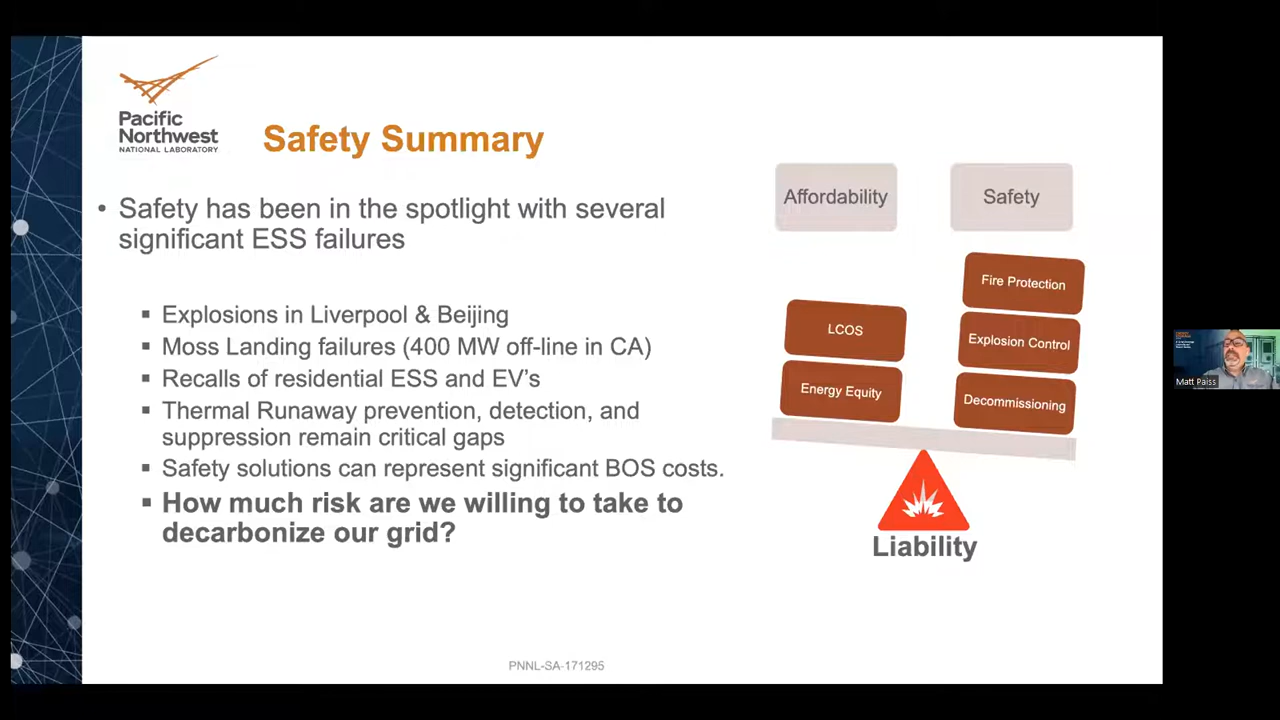 Pacific
Northwest
NATIONAL LABORATORY
Safety Summary
• Safety has been in the spotlight with several
significant ESS failures
▪ Explosions in Liverpool & Beijing
▪ Moss Landing failures (400 MW off-line in CA)
▪ Recalls of residential ESS and EV's
▪ Thermal Runaway prevention, detection, and
suppression remain critical gaps
▪ Safety solutions can represent significant BOS costs.
▪ How much risk are we willing to take to
decarbonize our grid?
Affordability
Safety
LCOS
Energy Equity
Fire Protection
Explosion Control
Decommissioning
Liability
PNNL-SA-171295
Matt Paiss